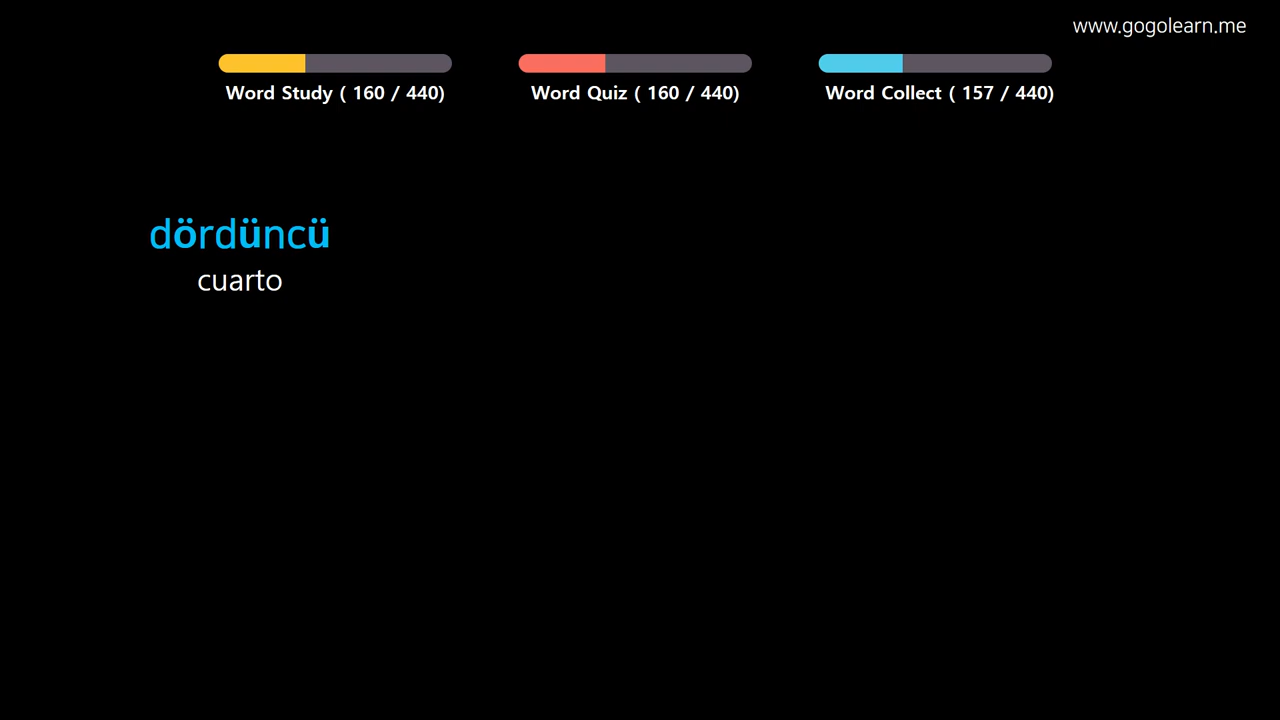 www.gogolearn.me
Word Study ( 160 / 440)
Word Quiz ( 160 / 440)
Word Collect ( 157 / 440)
dördüncü
cuarto